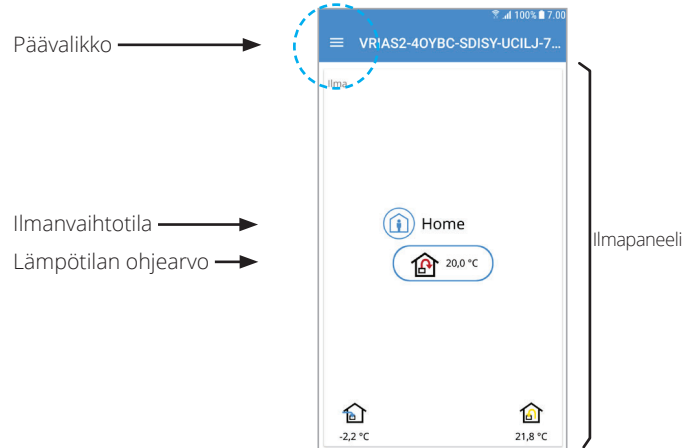 100% 7.00
Päävalikko
VRIAS2-4OYBC-SDISY-UCILJ-7...
Ilma
Ilmanvaihtotila
Home
Ilmapaneeli
Lämpötilan ohjearvo
20,0 °C
-2,2 °C
21,8 °C